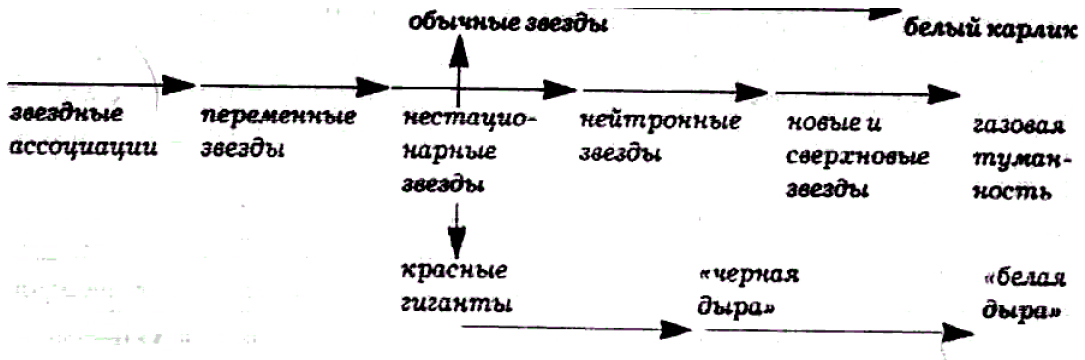 обычные звезды
белый карлик
звездные
ассоциации
переменные
звезды
нестацио-
нарные
звезды
нейтронные
звезды
новые и
сверхновые
звезды
газовая
туман-
ность
красные
гиганты
«черная
дыра»
«белая
дыра»